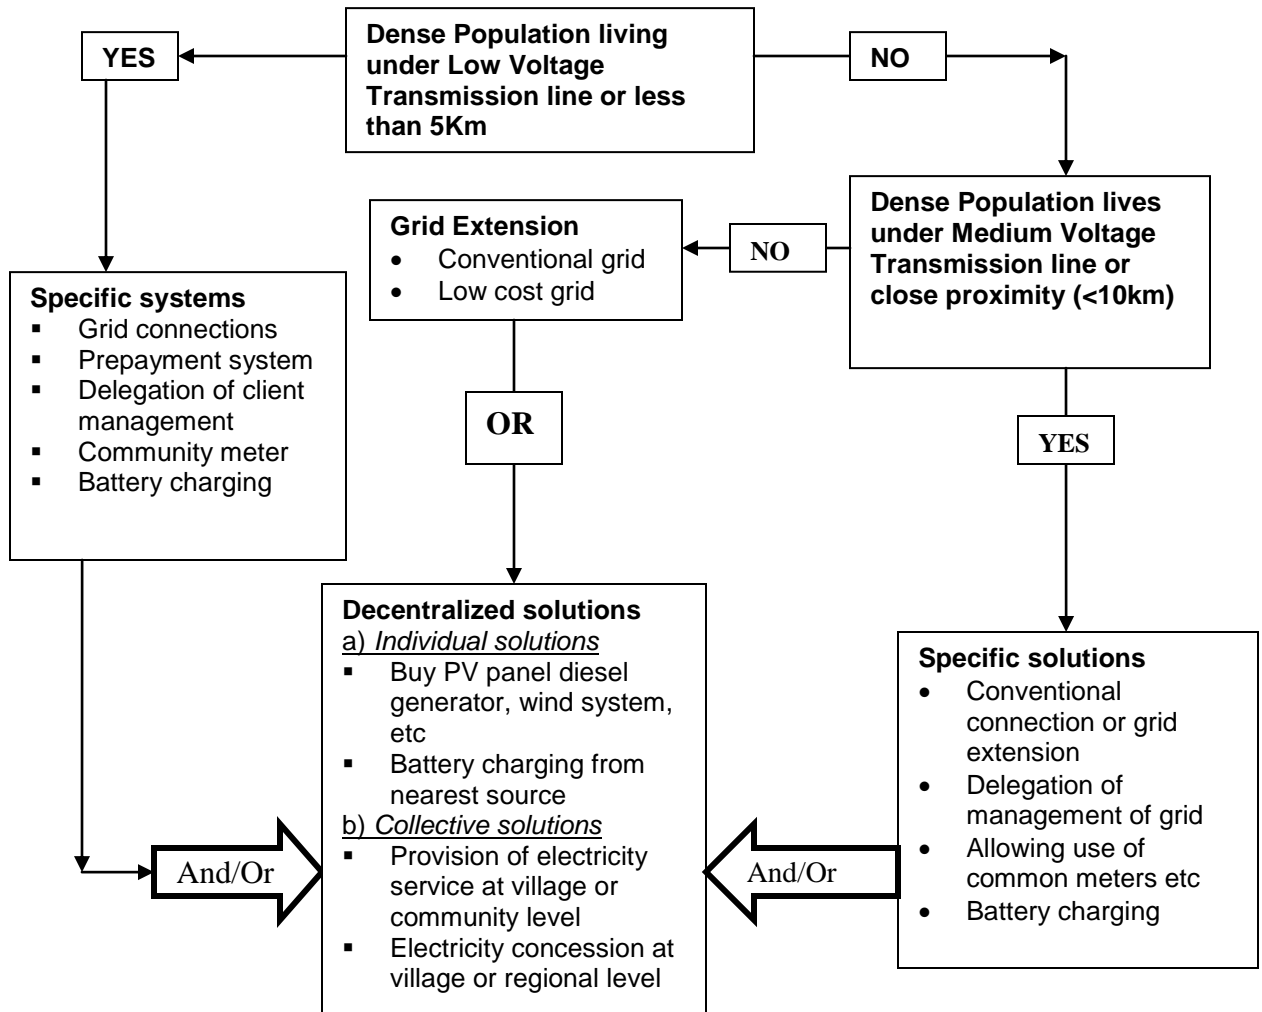 Dense Population living
under Low Voltage
Transmission line or less
than 5Km
YES
NO
Dense Population lives
under Medium Voltage
Transmission line or
close proximity (<10km)
NO
Grid Extension
• Conventional grid
• Low cost grid
Specific systems
▪ Grid connections
▪ Prepayment system
▪ Delegation of client
management
▪ Community meter
▪ Battery charging
OR
YES
Decentralized solutions
a) Individual solutions
▪ Buy PV panel diesel
generator, wind system,
etc
▪ Battery charging from
nearest source
b) Collective solutions
▪ Provision of electricity
service at village or
community level
▪ Electricity concession at
village or regional level
Specific solutions
• Conventional
connection or grid
extension
• Delegation of
management of grid
• Allowing use of
common meters etc
• Battery charging
And/Or
And/Or